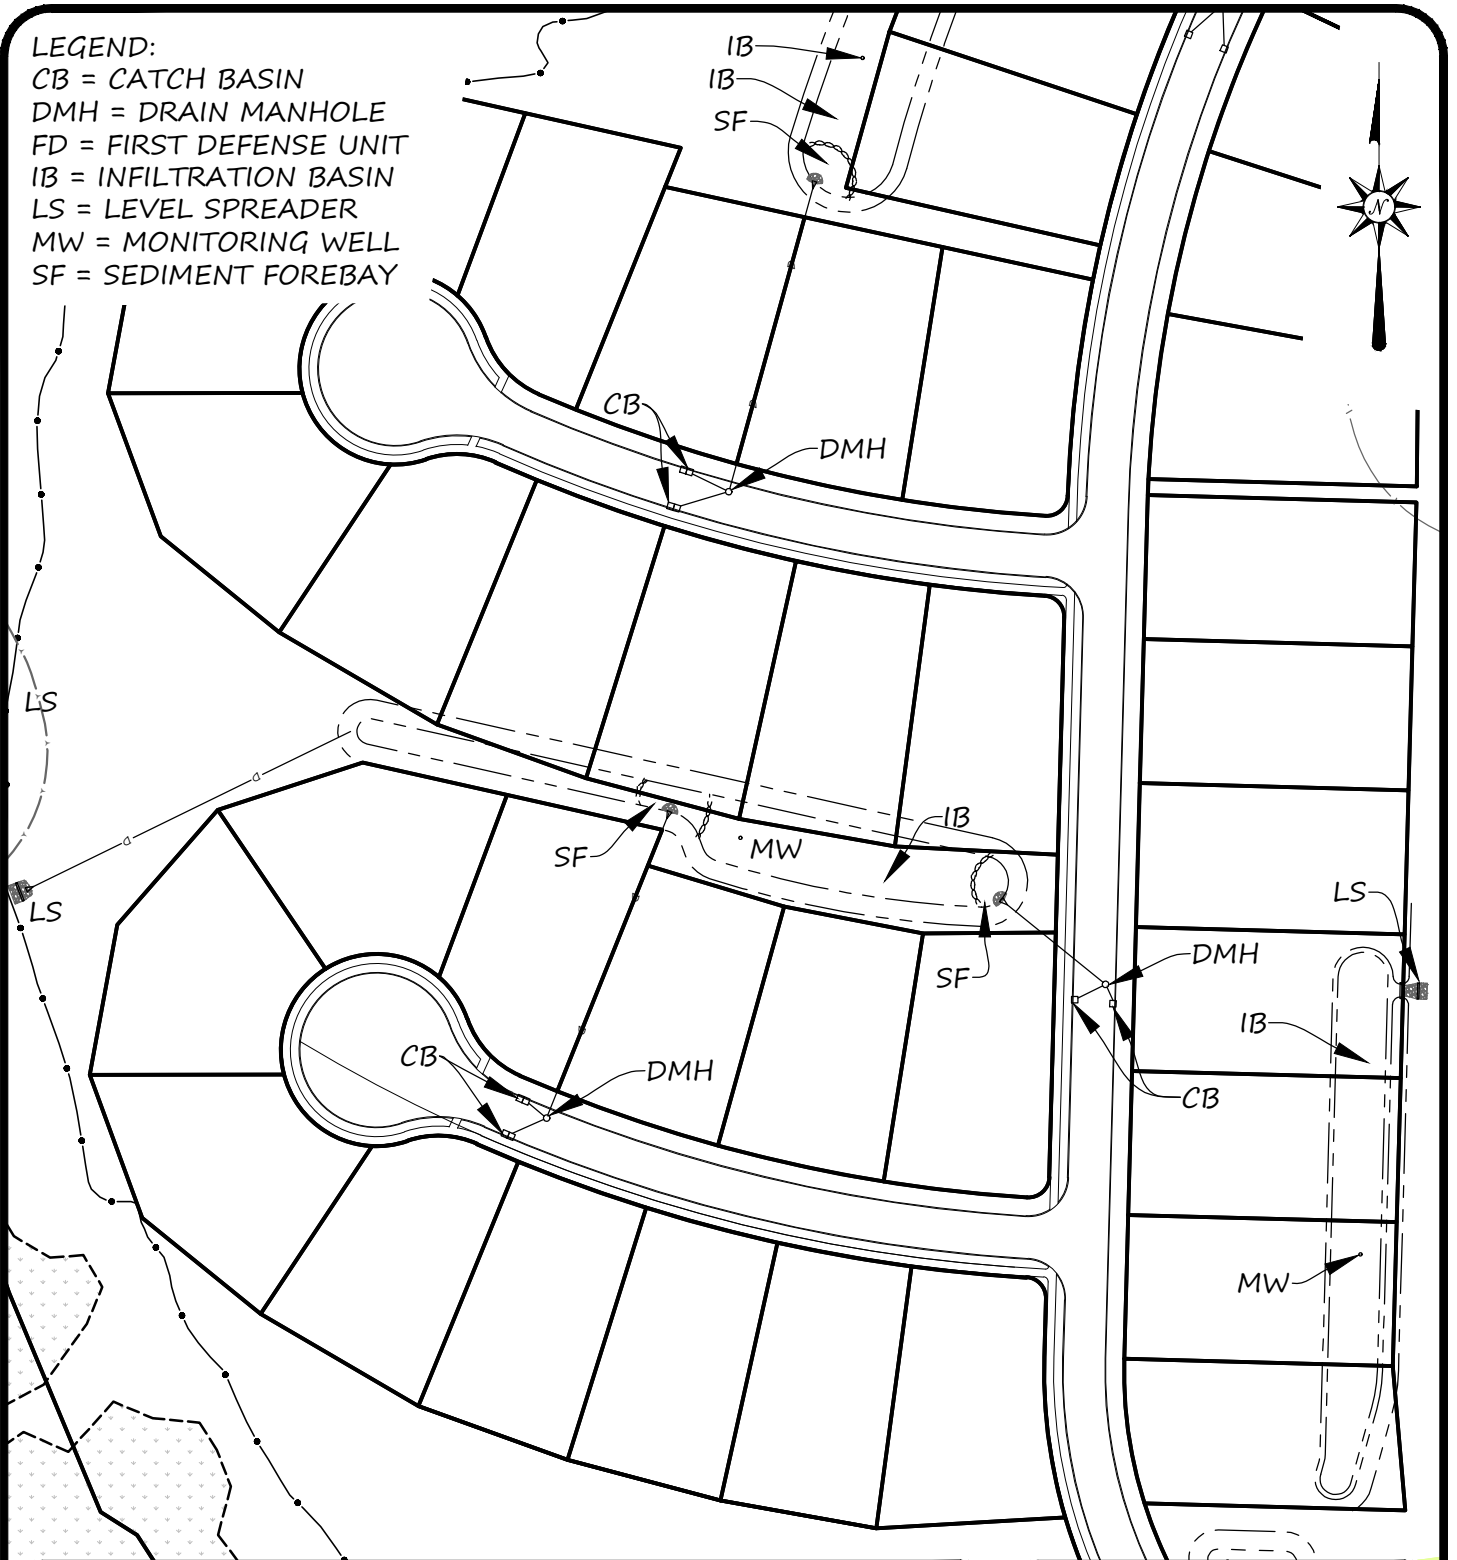 LEGEND:
CB = CATCH BASIN
DMH = DRAIN MANHOLE
FD = FIRST DEFENSE UNIT
IB = INFILTRATION BASIN
LS = LEVEL SPREADER
MW = MONITORING WELL
SF = SEDIMENT FOREBAY
IB
IB
SF
N
CB
DMH
LS
IB
SF
MW
LS
LS
SF
DMH
IB
CB
DMH
CB
MW